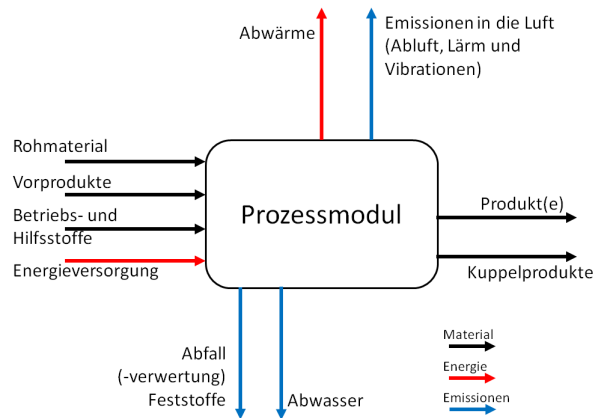 Abwärme
Emissionen in die Luft
(Abluft, Lärm und
Vibrationen)
Rohmaterial
Vorprodukte
Betriebs- und
Hilfsstoffe
Energieversorgung
Prozessmodul
Produkt(e)
Kuppelprodukte
Abfall
(-verwertung)
Feststoffe
Abwasser
Material
Energie
Emissionen